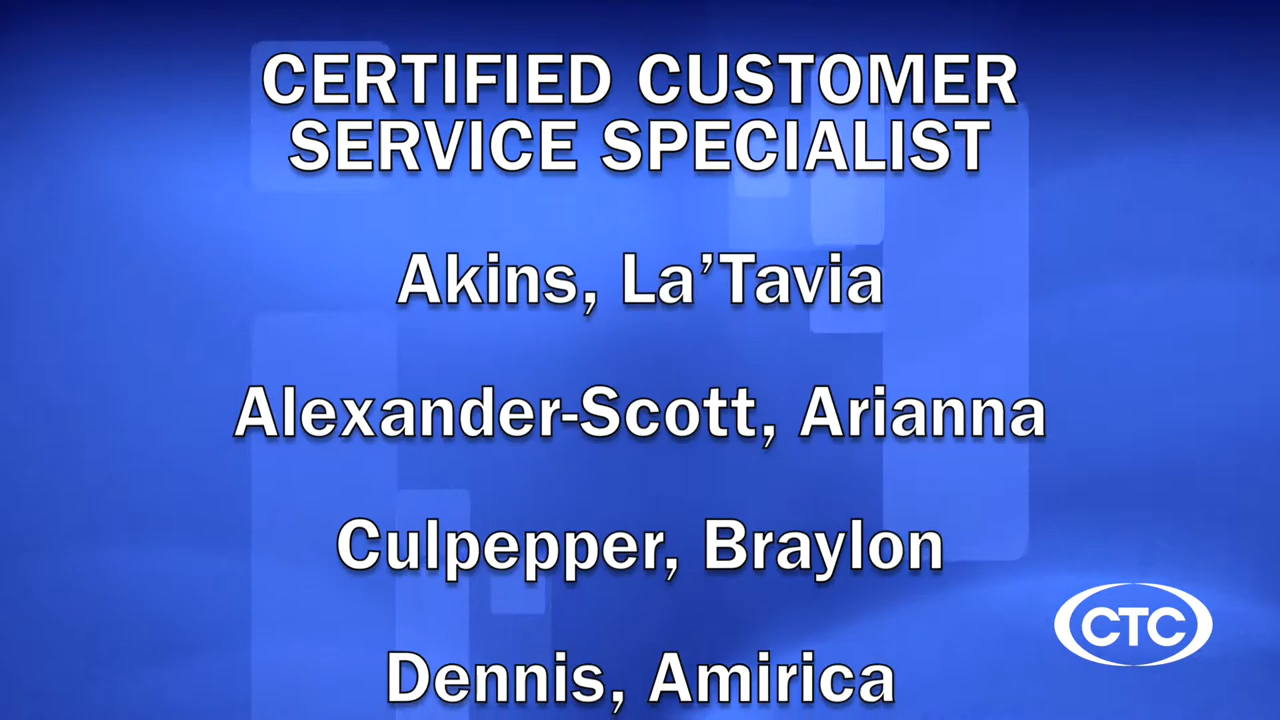 CERTIFIED CUSTOMER
SERVICE SPECIALIST
Akins, La’Tavia
Alexander-Scott, Arianna
Culpepper, Braylon
Dennis, Amirica
CTC